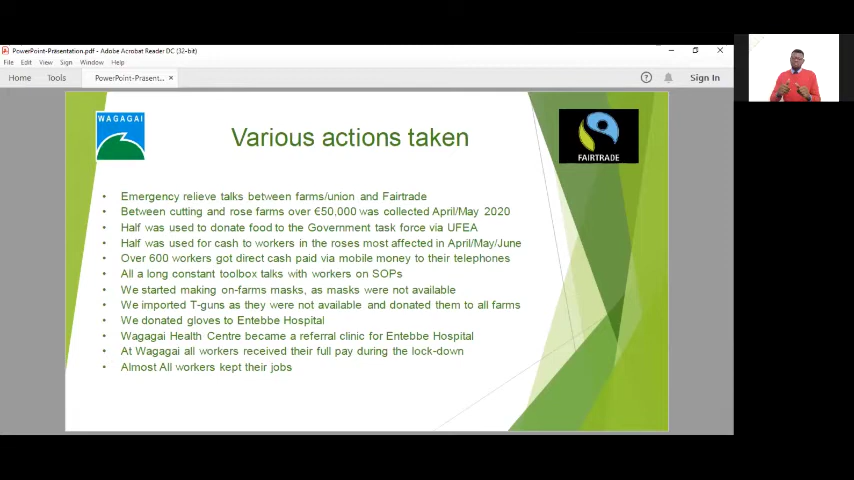 PowerPoint-Präsentation.pdf - Adobe Acrobat Reader DC (32-bit)
File Edit View Sign Window Help
Home Tools PowerPoint-Präsent... × Sign In
WAGAGAI
Various actions taken
FAIRTRADE
• Emergency relieve talks between farms/union and Fairtrade
• Between cutting and rose farms over €50,000 was collected April/May 2020
• Half was used to donate food to the Government task force via UFEA
• Half was used for cash to workers in the roses most affected in April/May/June
• Over 600 workers got direct cash paid via mobile money to their telephones
• All a long constant toolbox talks with workers on SOPs
• We started making on-farms masks, as masks were not available
• We imported T-guns as they were not available and donated them to all farms
• We donated gloves to Entebbe Hospital
• Wagagai Health Centre became a referral clinic for Entebbe Hospital
• At Wagagai all workers received their full pay during the lock-down
• Almost All workers kept their jobs